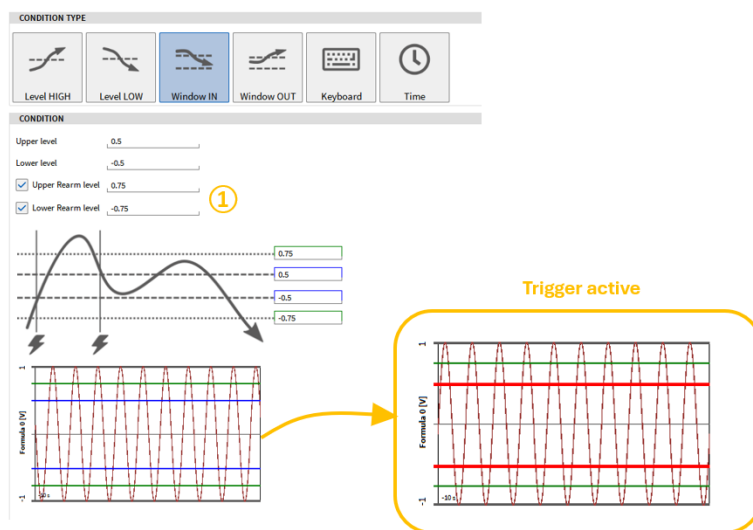 CONDITION TYPE
Level HIGH
Level LOW
Window IN
Window OUT
Keyboard
Time
CONDITION
Upper level 0.5
Lower level -0.5
Upper Rearm level 0.75
Lower Rearm level -0.75
①
0.75
0.5
-0.5
-0.75
Trigger active
1
Formula 0 [V]
-1
-10 s
1
Formula 0 [V]
-1
-10 s